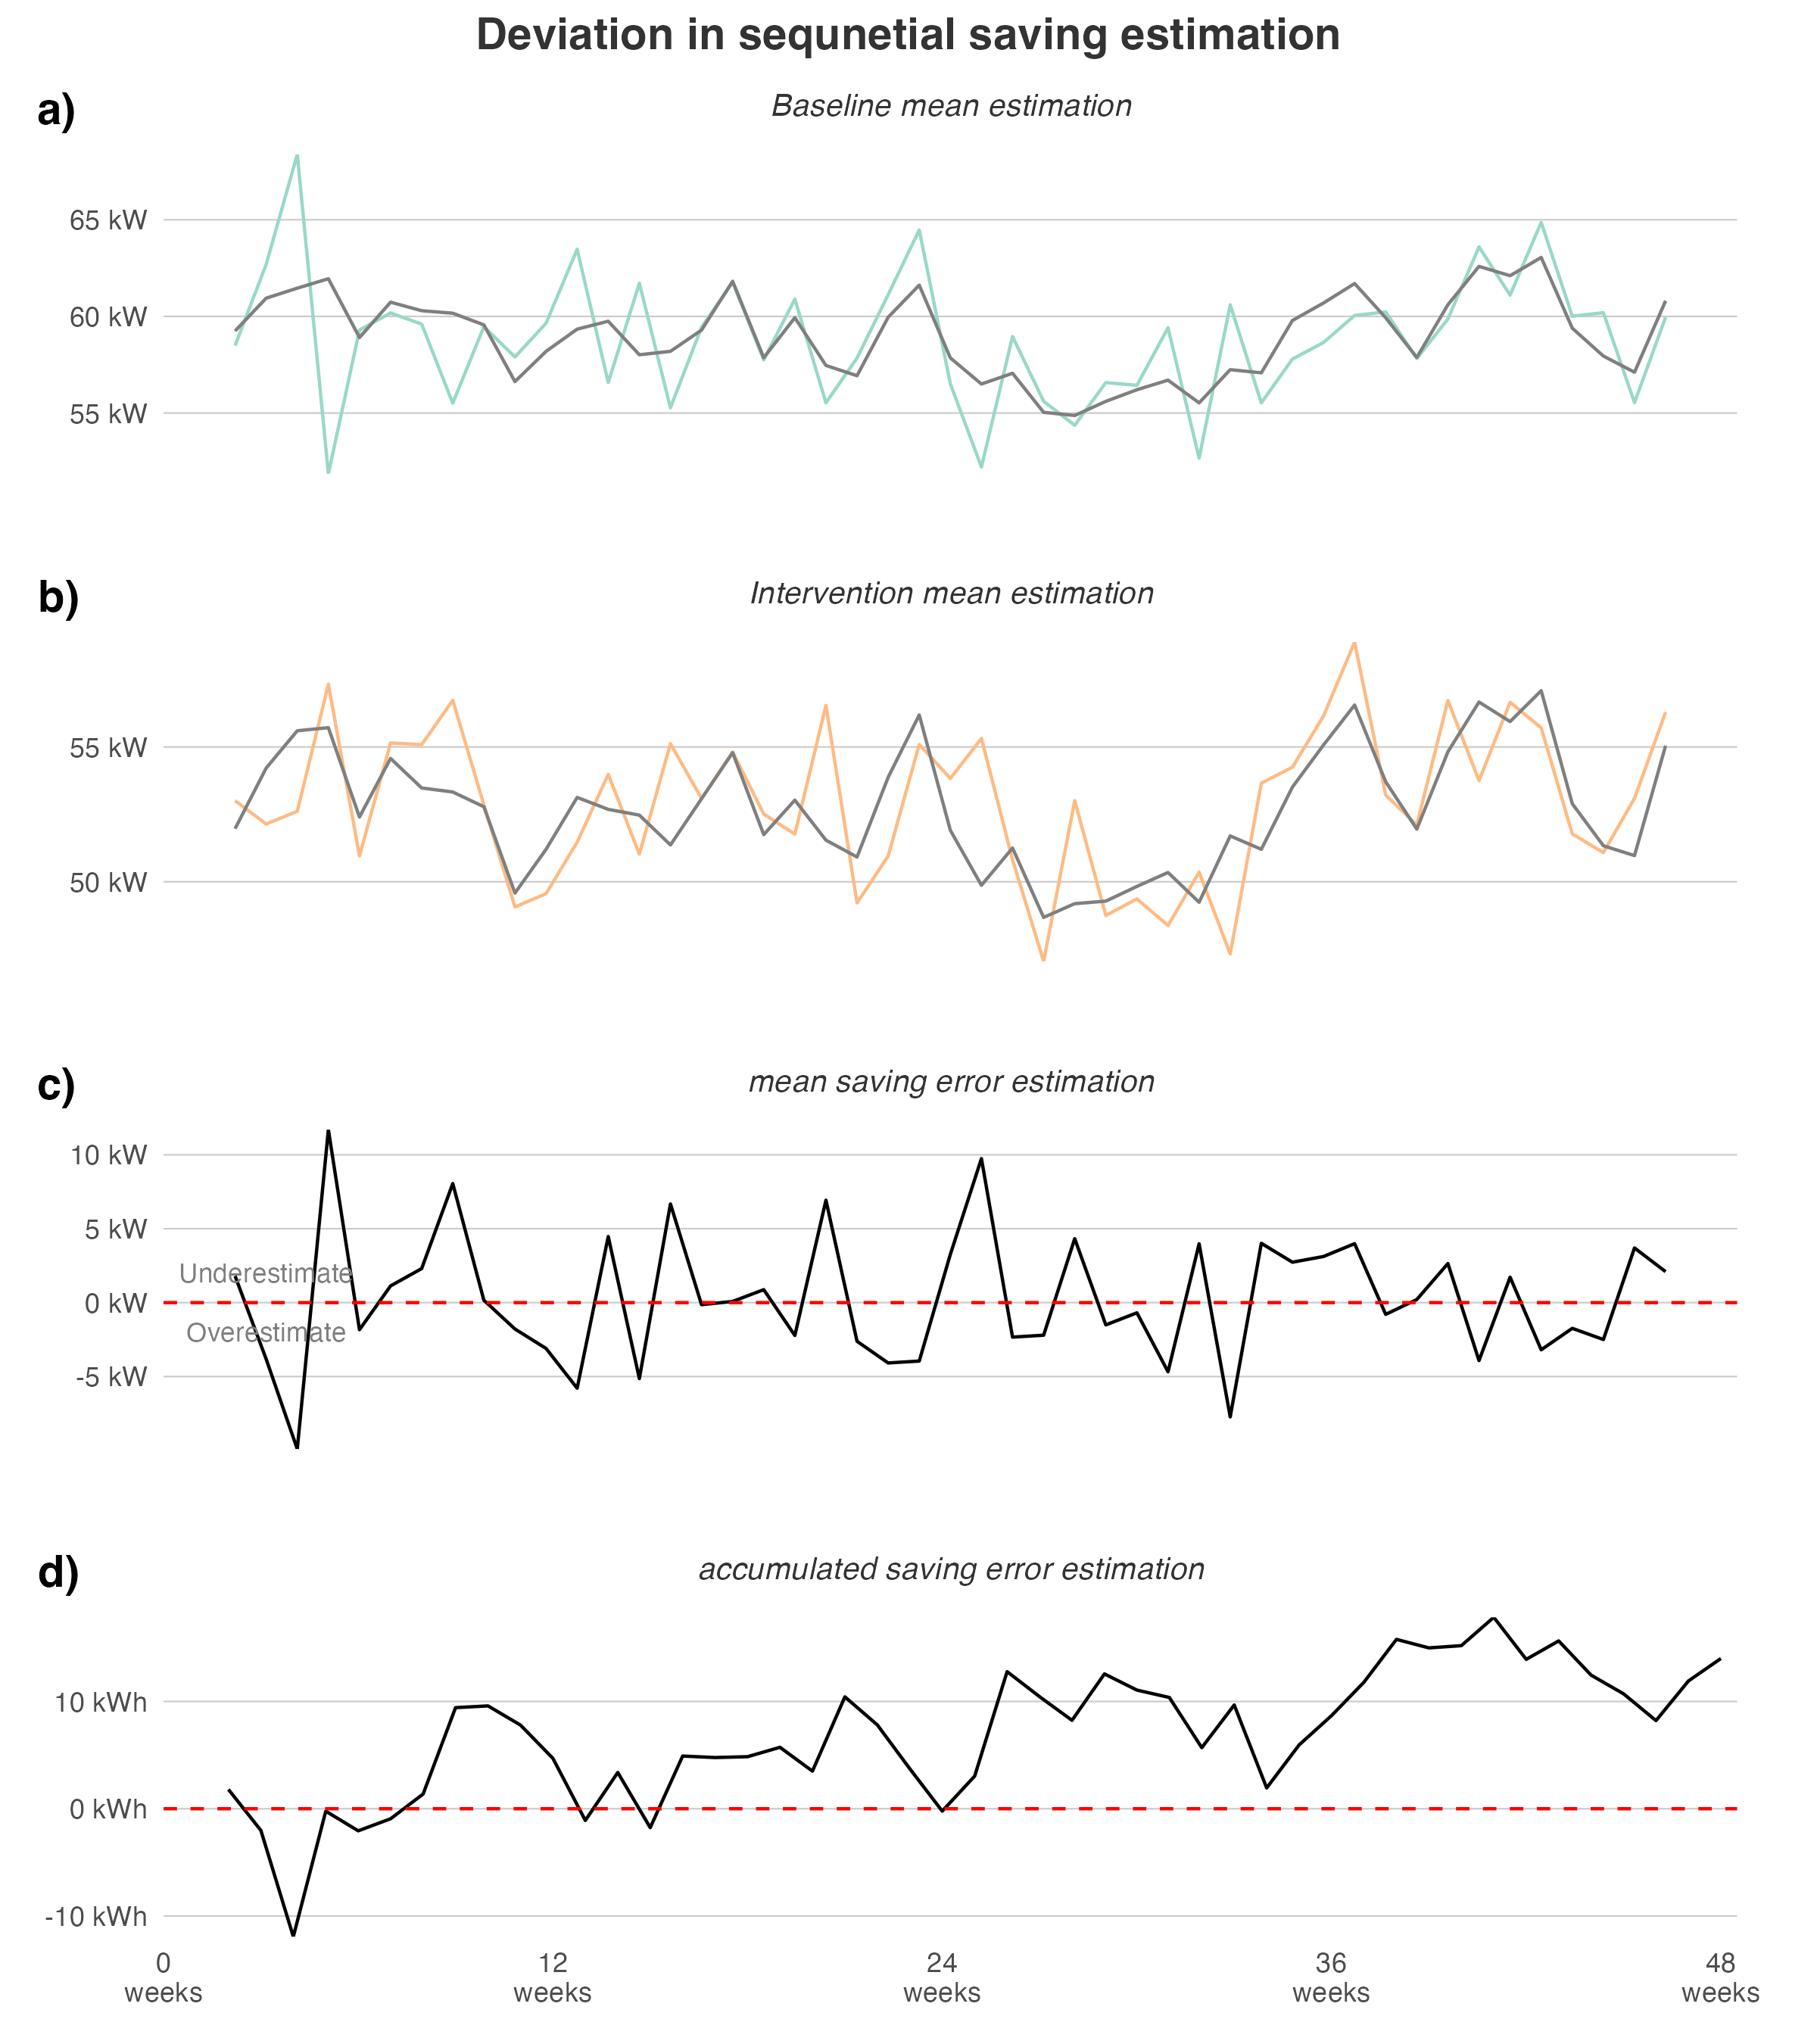 Deviation in sequnetial saving estimation
a)
Baseline mean estimation
65 kW
60 kW
55 kW
b)
Intervention mean estimation
55 kW
50 kW
c)
mean saving error estimation
10 kW
5 kW
Underestimate
0 kW
Overestimate
-5 kW
d)
accumulated saving error estimation
10 kWh
0 kWh
-10 kWh
0 12 24 36 48
weeks weeks weeks weeks weeks